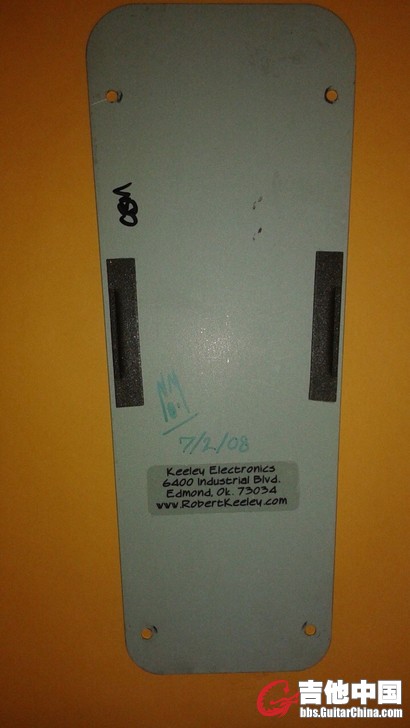 7/2/08
Keeley Electronics
6400 Industrial Blvd.
Edmond, Ok. 73034
www.RobertKeeley.com
吉他中国
bbs.GuitarChina.com